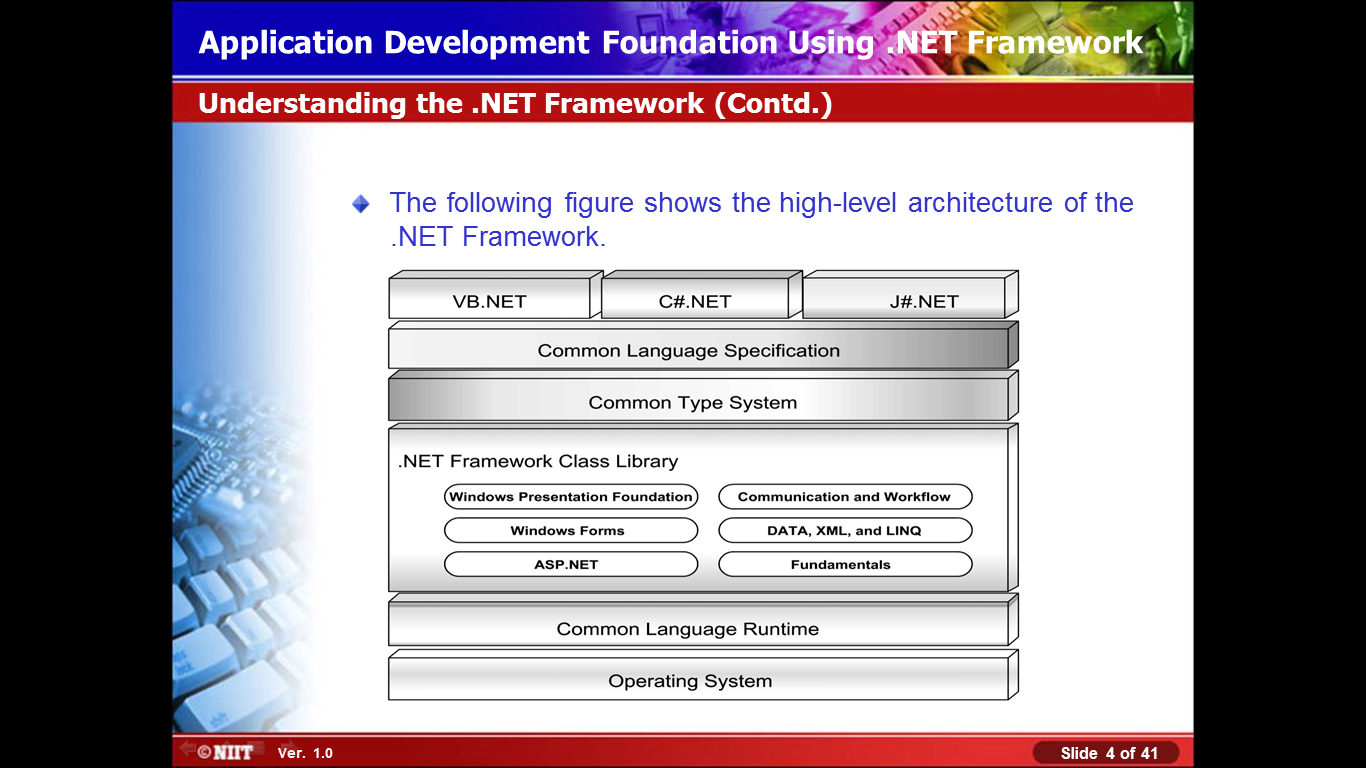 Application Development Foundation Using .NET Framework
Understanding the .NET Framework (Contd.)
The following figure shows the high-level architecture of the
.NET Framework.
VB.NET C#.NET J#.NET
Common Language Specification
Common Type System
.NET Framework Class Library
Windows Presentation Foundation Communication and Workflow
Windows Forms DATA, XML, and LINQ
ASP.NET Fundamentals
Common Language Runtime
Operating System
© NIIT Ver. 1.0 Slide 4 of 41